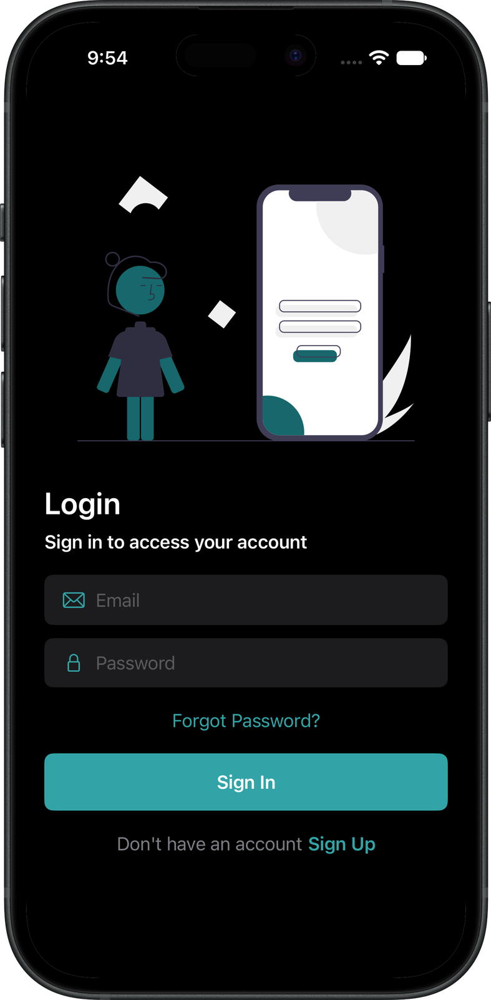 9:54
Login
Sign in to access your account
Email
Password
Forgot Password?
Sign In
Don't have an account Sign Up